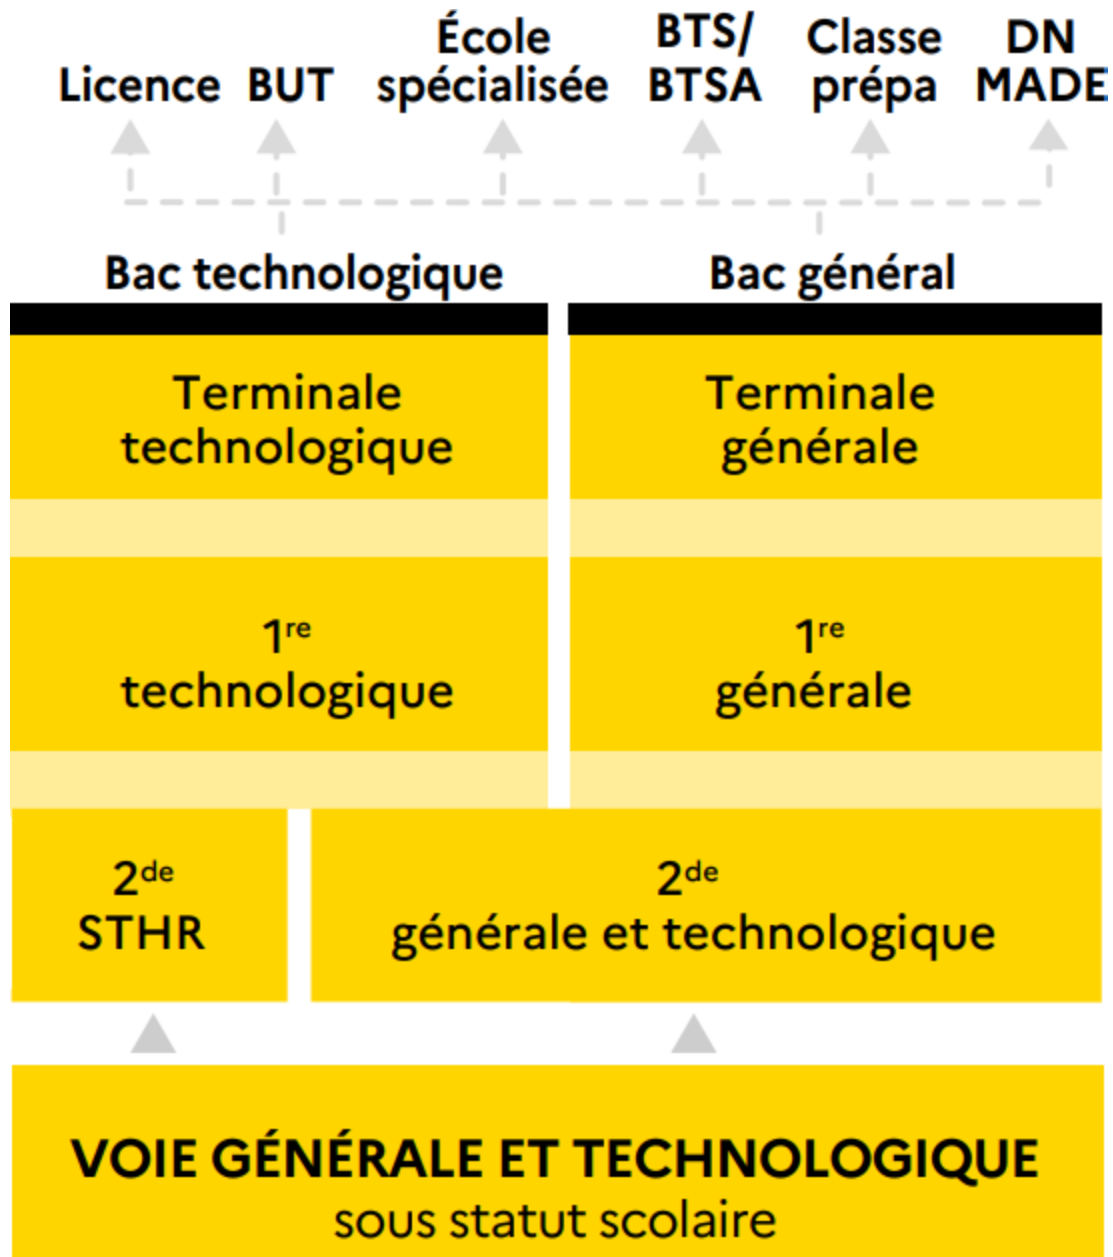 Licence
BUT
École
spécialisée
BTS/
BTSA
Classe
prépa
DN
MADE
Bac technologique
Bac général
Terminale
technologique
Terminale
générale
1re
technologique
1re
générale
2de
STHR
2de
générale et technologique
VOIE GÉNÉRALE ET TECHNOLOGIQUE
sous statut scolaire